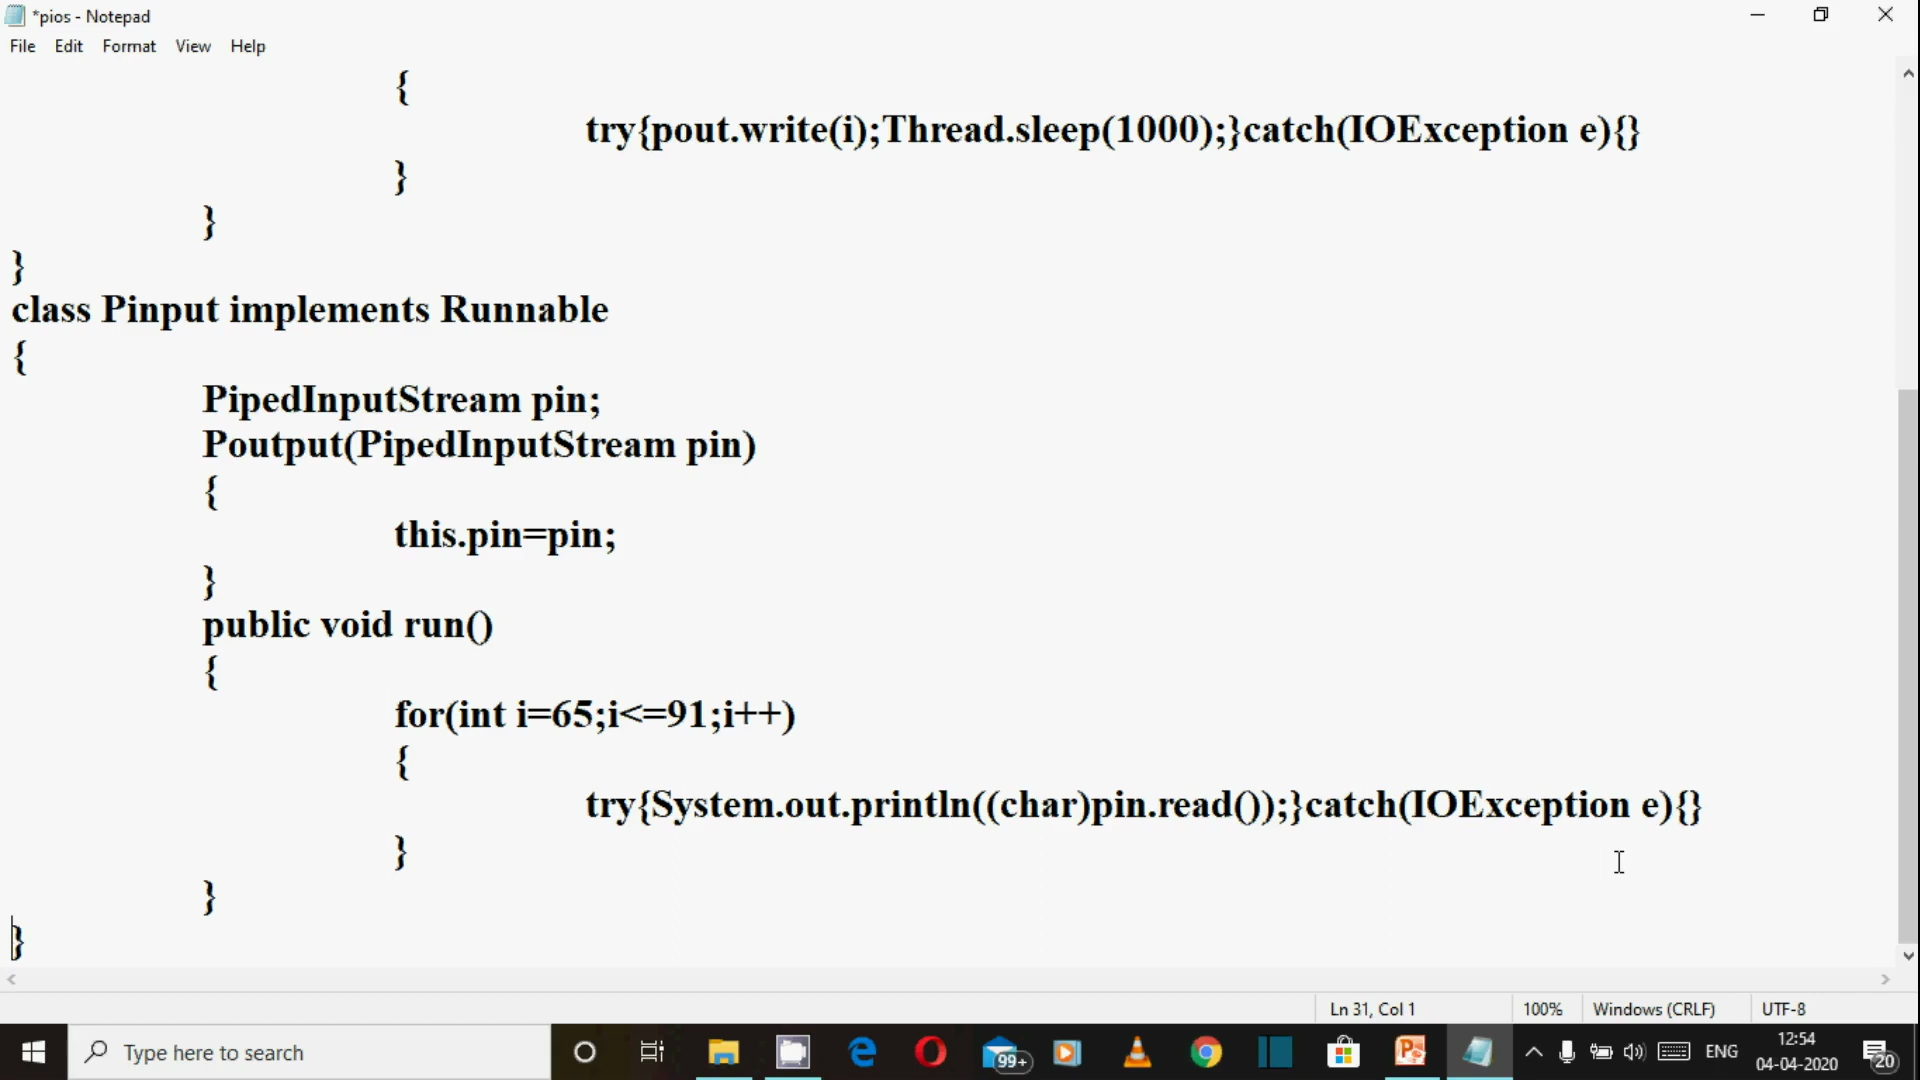 *pios - Notepad
File Edit Format View Help
{
try{pout.write(i);Thread.sleep(1000);}catch(IOException e){}
}
}
}
class Pinput implements Runnable
{
PipedInputStream pin;
Poutput(PipedInputStream pin)
{
this.pin=pin;
}
public void run()
{
for(int i=65;i<=91;i++)
{
try{System.out.println((char)pin.read());}catch(IOException e){}
}
}
}
Ln 31, Col 1 100% Windows (CRLF) UTF-8
Type here to search 99+ ENG 12:54
04-04-2020 20